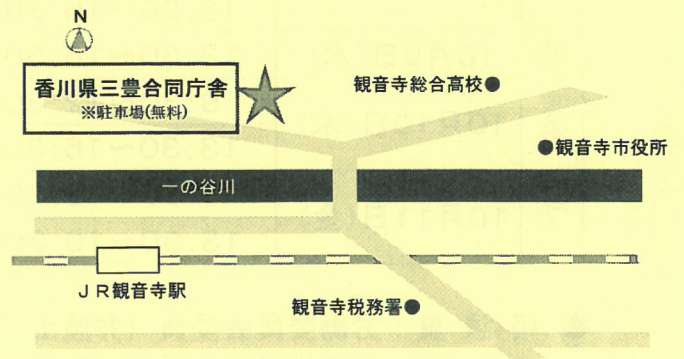 N
香川県三豊合同庁舎
※駐車場(無料)
観音寺総合高校●
●観音寺市役所
一の谷川
JR観音寺駅
観音寺税務署●